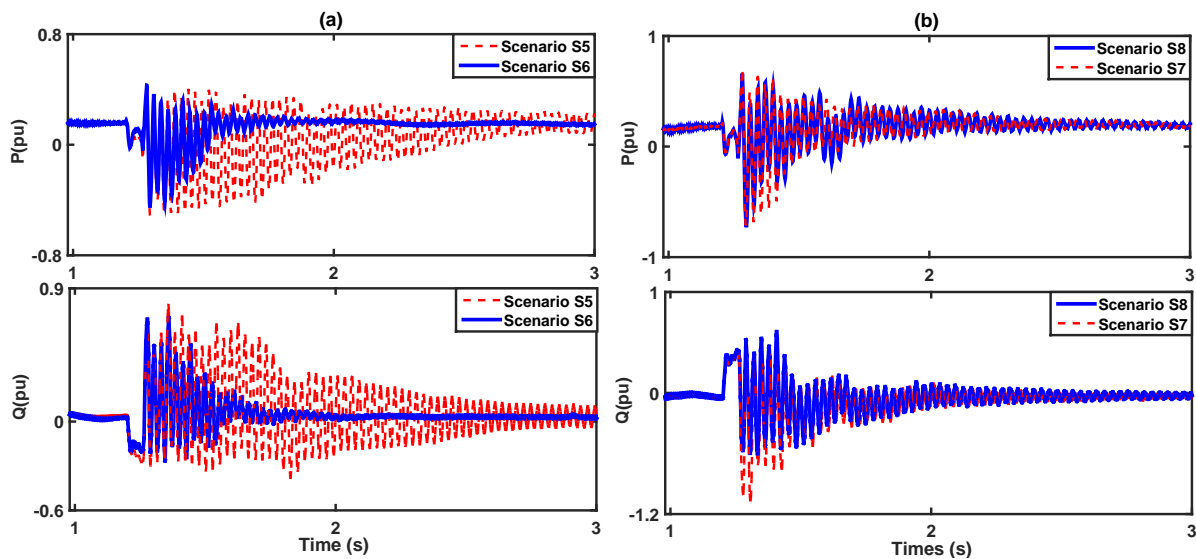 (a)
0.8
P(pu)
0
-0.8
1
2
3
Scenario S5
Scenario S6
0.9
Q(pu)
0
-0.6
1
2
3
Time (s)
Scenario S5
Scenario S6
(b)
1
P(pu)
0
-1
1
2
3
Scenario S8
Scenario S7
1
Q(pu)
0
-1.2
1
2
3
Times (s)
Scenario S8
Scenario S7